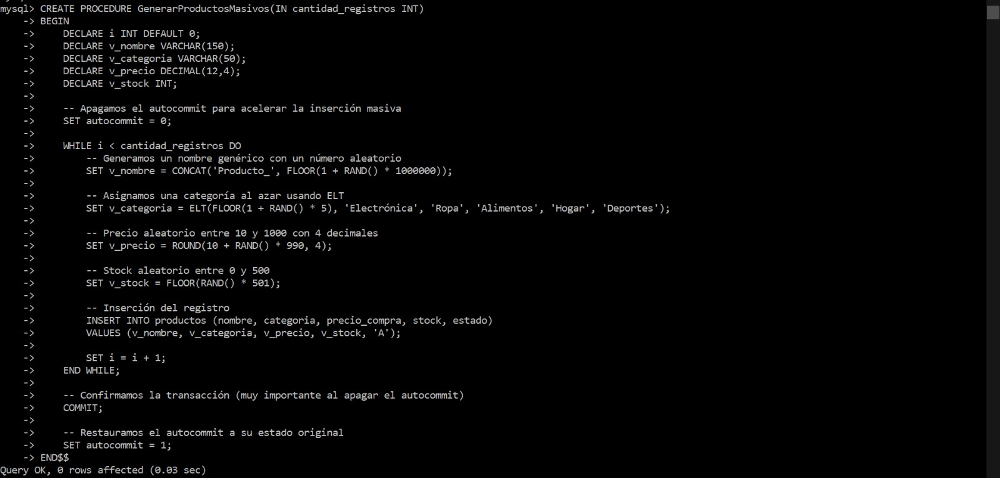 mysql> CREATE PROCEDURE GenerarProductosMasivos(IN cantidad_registros INT)
    -> BEGIN
    ->     DECLARE i INT DEFAULT 0;
    ->     DECLARE v_nombre VARCHAR(150);
    ->     DECLARE v_categoria VARCHAR(50);
    ->     DECLARE v_precio DECIMAL(12,4);
    ->     DECLARE v_stock INT;
    ->
    ->     -- Apagamos el autocommit para acelerar la inserción masiva
    ->     SET autocommit = 0;
    ->
    ->     WHILE i < cantidad_registros DO
    ->         -- Generamos un nombre genérico con un número aleatorio
    ->         SET v_nombre = CONCAT('Producto_', FLOOR(1 + RAND() * 1000000));
    ->
    ->         -- Asignamos una categoría al azar usando ELT
    ->         SET v_categoria = ELT(FLOOR(1 + RAND() * 5), 'Electrónica', 'Ropa', 'Alimentos', 'Hogar', 'Deportes');
    ->
    ->         -- Precio aleatorio entre 10 y 1000 con 4 decimales
    ->         SET v_precio = ROUND(10 + RAND() * 990, 4);
    ->
    ->         -- Stock aleatorio entre 0 y 500
    ->         SET v_stock = FLOOR(RAND() * 501);
    ->
    ->         -- Inserción del registro
    ->         INSERT INTO productos (nombre, categoria, precio_compra, stock, estado)
    ->         VALUES (v_nombre, v_categoria, v_precio, v_stock, 'A');
    ->
    ->         SET i = i + 1;
    ->     END WHILE;
    ->
    ->     -- Confirmamos la transacción (muy importante al apagar el autocommit)
    ->     COMMIT;
    ->
    ->     -- Restauramos el autocommit a su estado original
    ->     SET autocommit = 1;
    -> END$$
Query OK, 0 rows affected (0.03 sec)